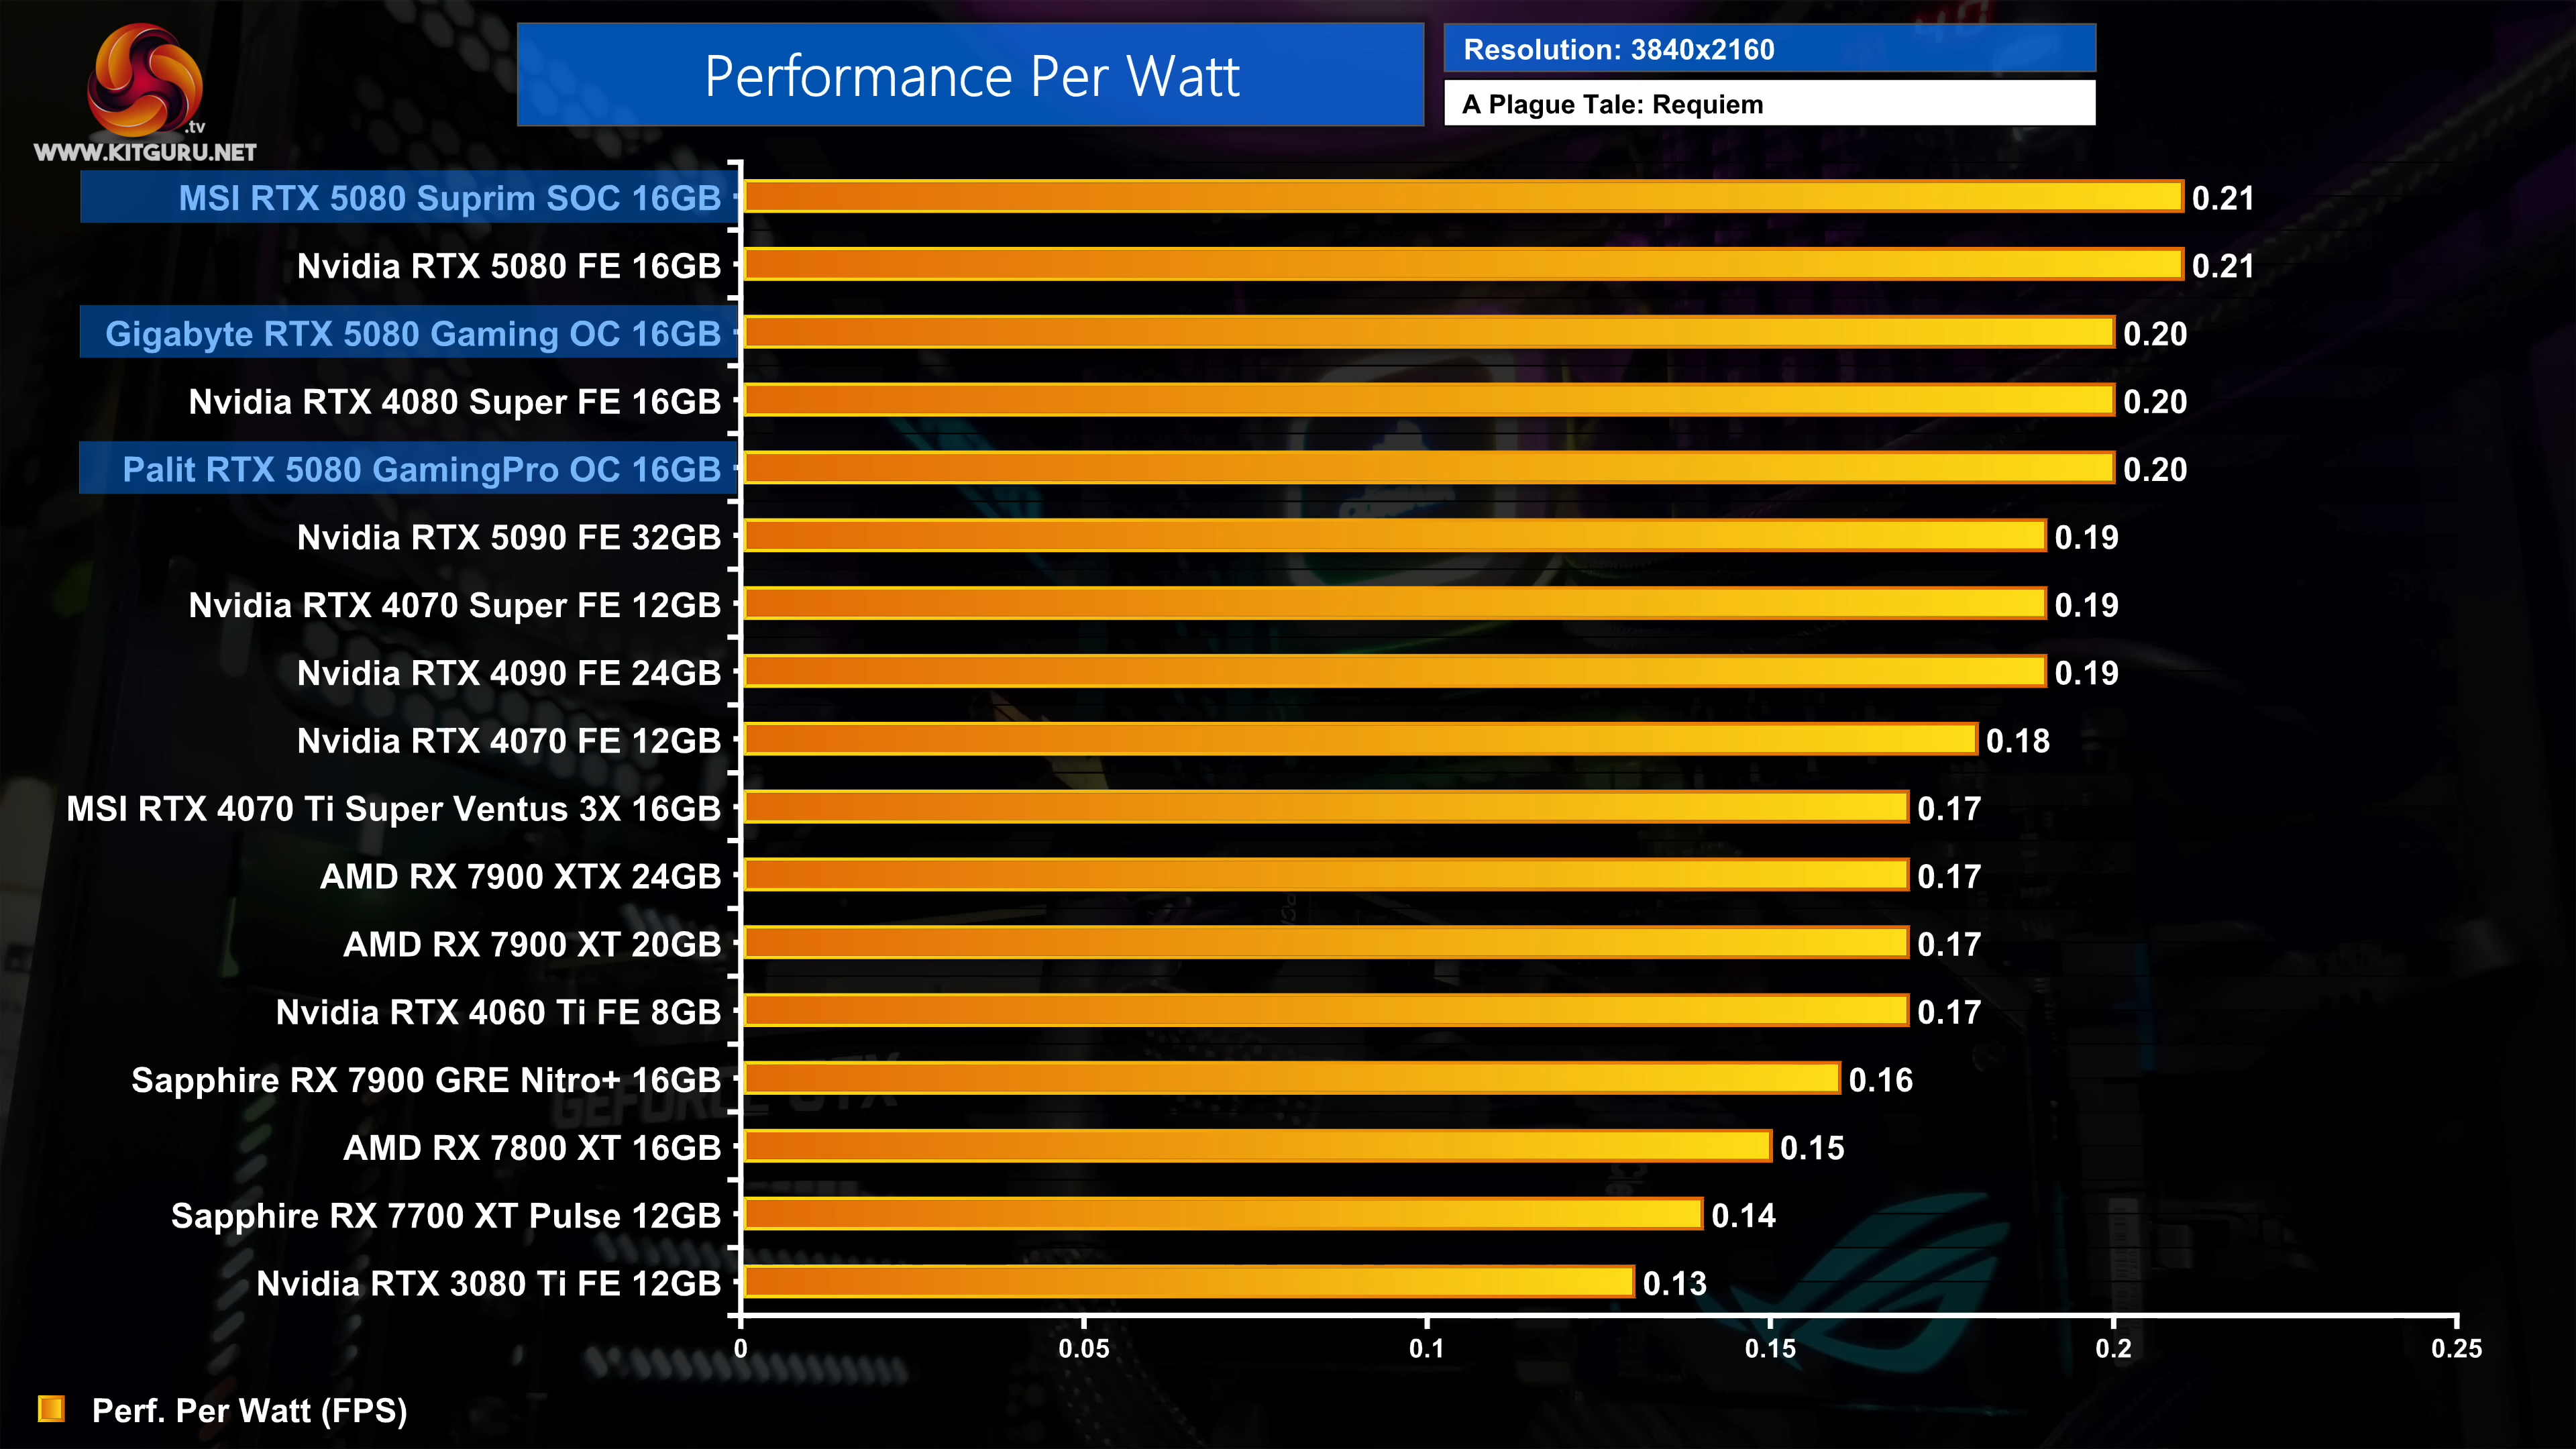 .tv
WWW.KITGURU.NET
Performance Per Watt
Resolution: 3840x2160
A Plague Tale: Requiem
MSI RTX 5080 Suprim SOC 16GB 0.21
Nvidia RTX 5080 FE 16GB 0.21
Gigabyte RTX 5080 Gaming OC 16GB 0.20
Nvidia RTX 4080 Super FE 16GB 0.20
Palit RTX 5080 GamingPro OC 16GB 0.20
Nvidia RTX 5090 FE 32GB 0.19
Nvidia RTX 4070 Super FE 12GB 0.19
Nvidia RTX 4090 FE 24GB 0.19
Nvidia RTX 4070 FE 12GB 0.18
MSI RTX 4070 Ti Super Ventus 3X 16GB 0.17
AMD RX 7900 XTX 24GB 0.17
AMD RX 7900 XT 20GB 0.17
Nvidia RTX 4060 Ti FE 8GB 0.17
Sapphire RX 7900 GRE Nitro+ 16GB 0.16
GEFORCE GTX
AMD RX 7800 XT 16GB 0.15
Sapphire RX 7700 XT Pulse 12GB 0.14
Nvidia RTX 3080 Ti FE 12GB 0.13
0 0.05 0.1 0.15 0.2 0.25
Perf. Per Watt (FPS)